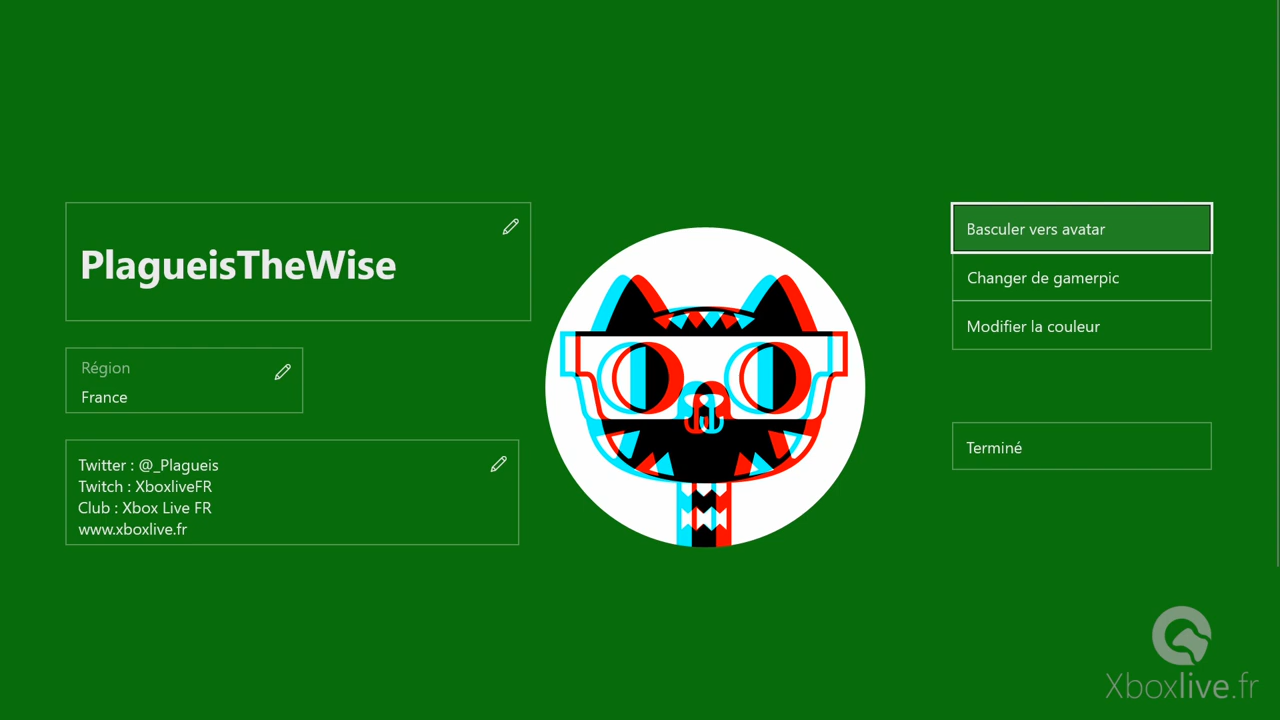 PlagueisTheWise
Région
France
Twitter : @_Plagueis
Twitch : XboxliveFR
Club : Xbox Live FR
www.xboxlive.fr
Basculer vers avatar
Changer de gamerpic
Modifier la couleur
Terminé
Xboxlive.fr